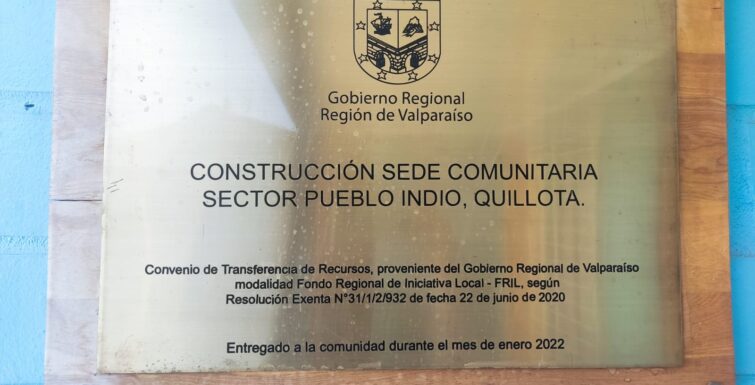 Gobierno Regional
Región de Valparaíso
CONSTRUCCIÓN SEDE COMUNITARIA
SECTOR PUEBLO INDIO, QUILLOTA.
Convenio de Transferencia de Recursos, proveniente del Gobierno Regional de Valparaíso
modalidad Fondo Regional de Iniciativa Local - FRIL, según
Resolución Exenta N°31/1/2/932 de fecha 22 de junio de 2020
Entregado a la comunidad durante el mes de enero 2022